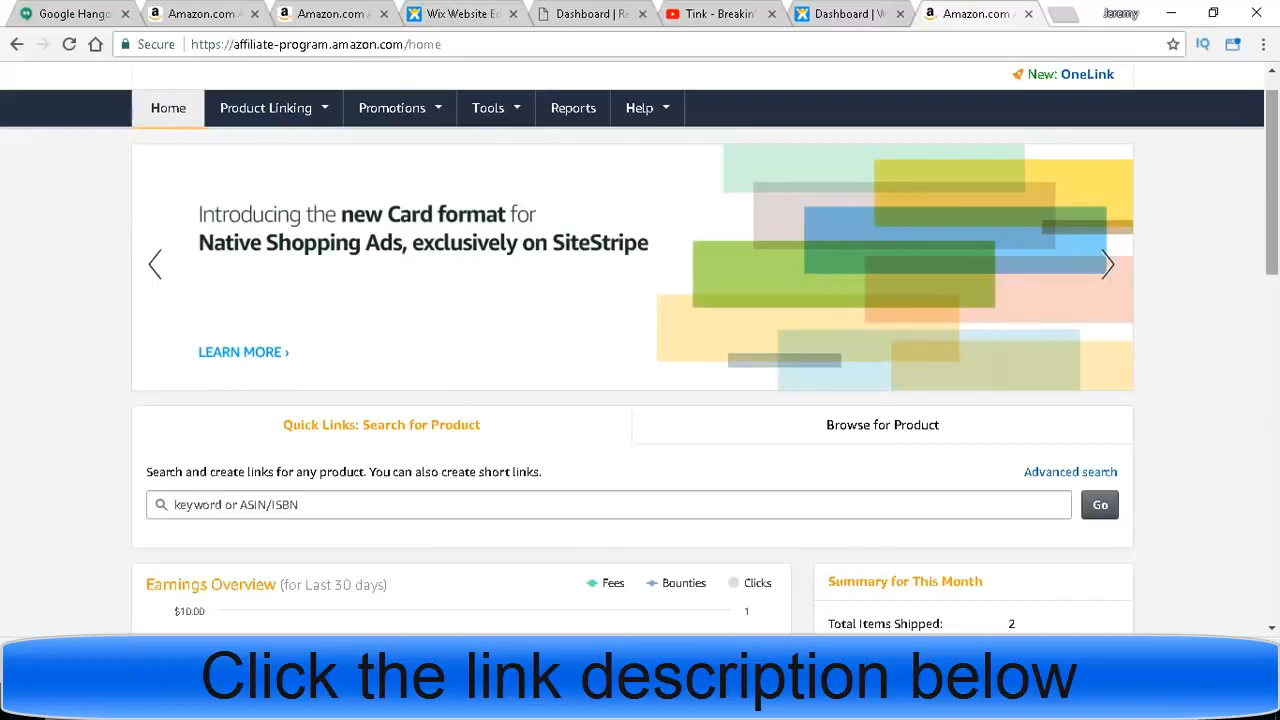 Google Hang
Amazon.com A
Amazon.com A
Wix Website Ed
Dashboard | Re
Tink - Freakin'
Dashboard | W
Amazon.com A
Jeremy
Secure
https://affiliate-program.amazon.com/home
New: OneLink
Home
Product Linking
Promotions
Tools
Reports
Help
Introducing the new Card format for
Native Shopping Ads, exclusively on SiteStripe
LEARN MORE ›
Quick Links: Search for Product
Browse for Product
Search and create links for any product. You can also create short links.
Advanced search
keyword or ASIN/ISBN
Go
Earnings Overview (for Last 30 days)
Fees
Bounties
Clicks
$10.00
1
Summary for This Month
Total Items Shipped:
2
Click the link description below